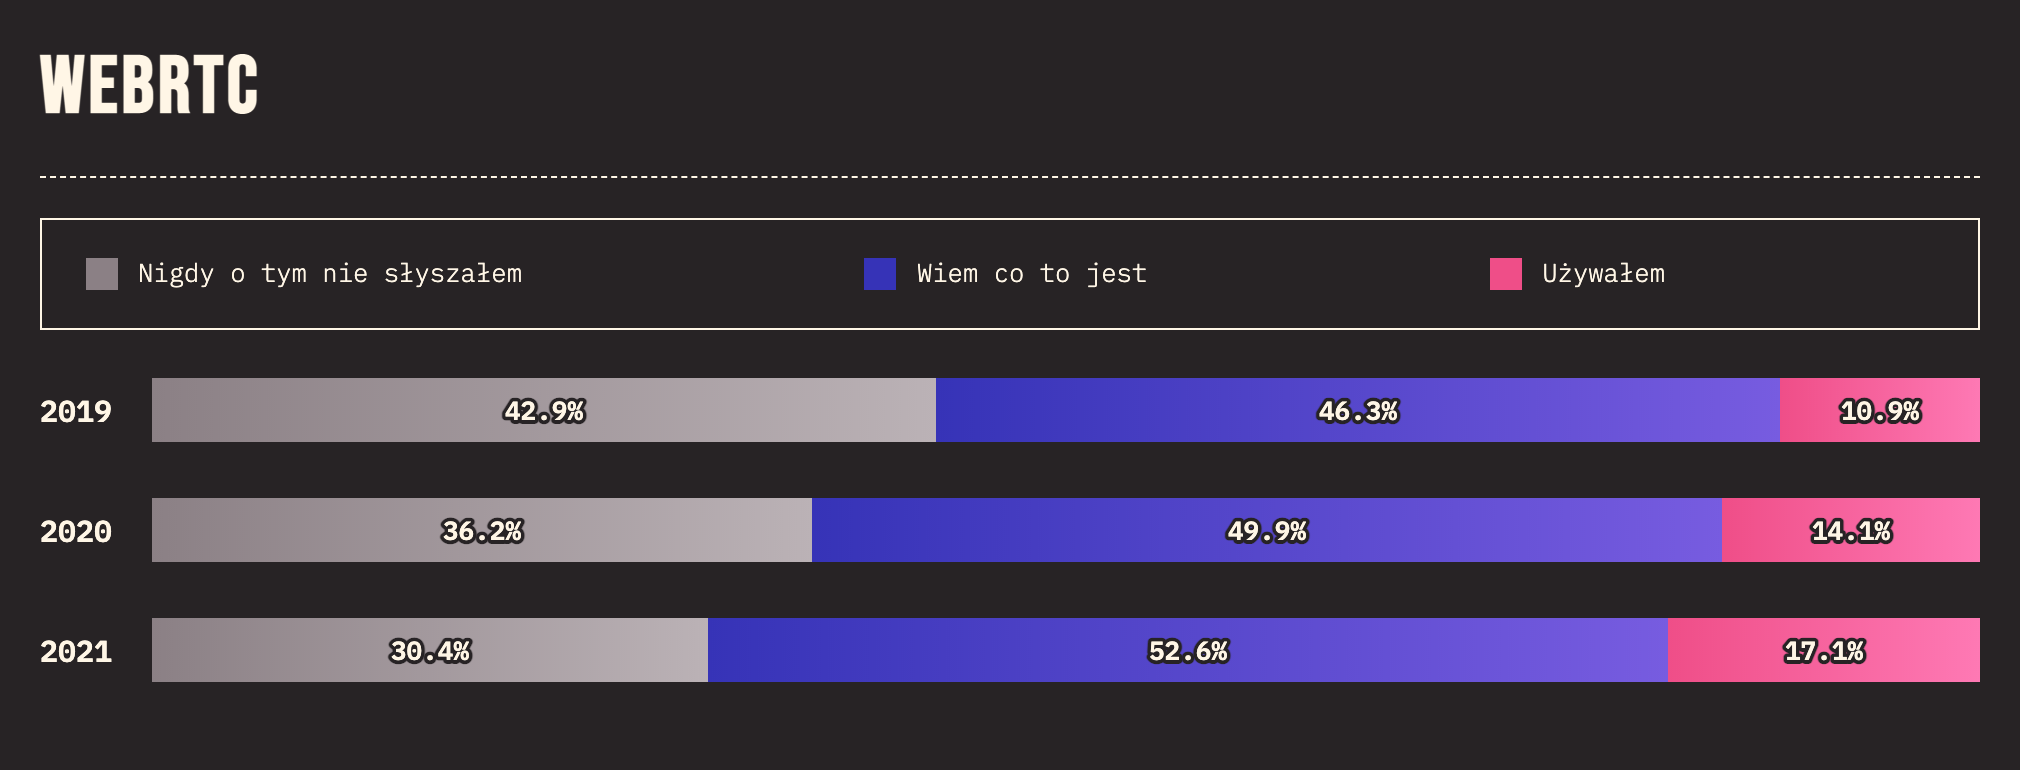 WEBRTC
Nigdy o tym nie słyszałem Wiem co to jest Używałem
2019 42.9% 46.3% 10.9%
2020 36.2% 49.9% 14.1%
2021 30.4% 52.6% 17.1%